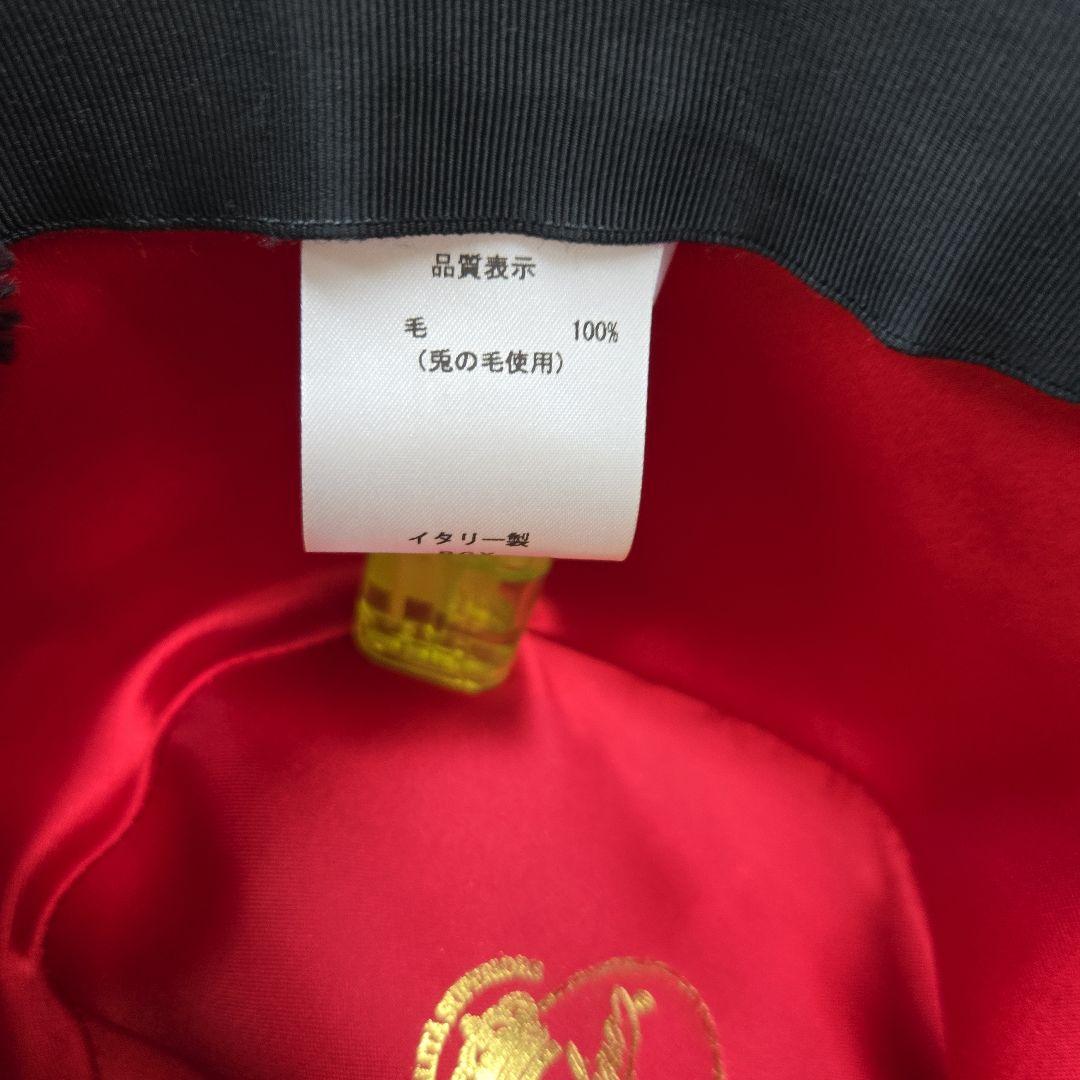 品質表示
毛 100%
（兎の毛使用）
イタリー製